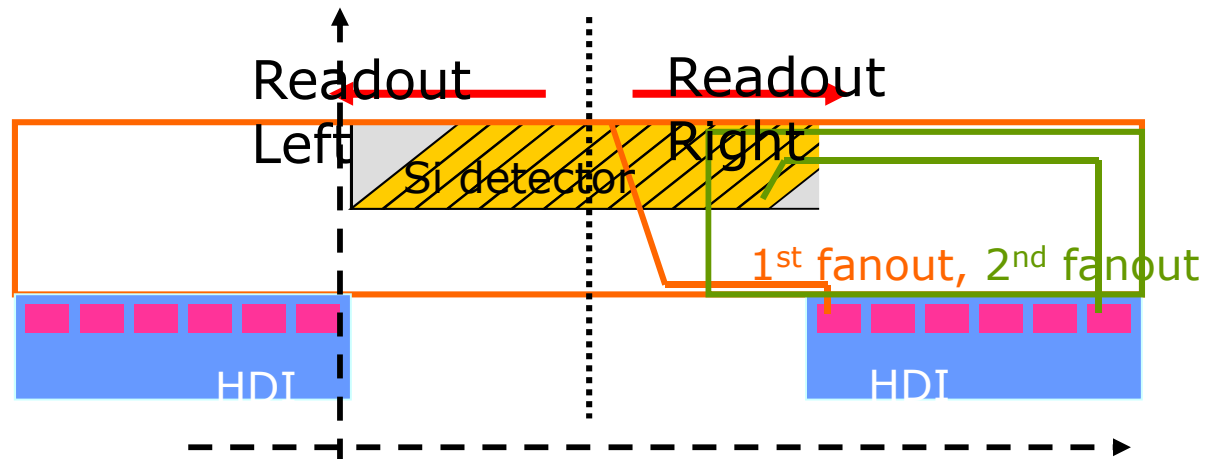 Readout
Left
Readout
Right
Si detector
1st fanout, 2nd fanout
HDI
HDI